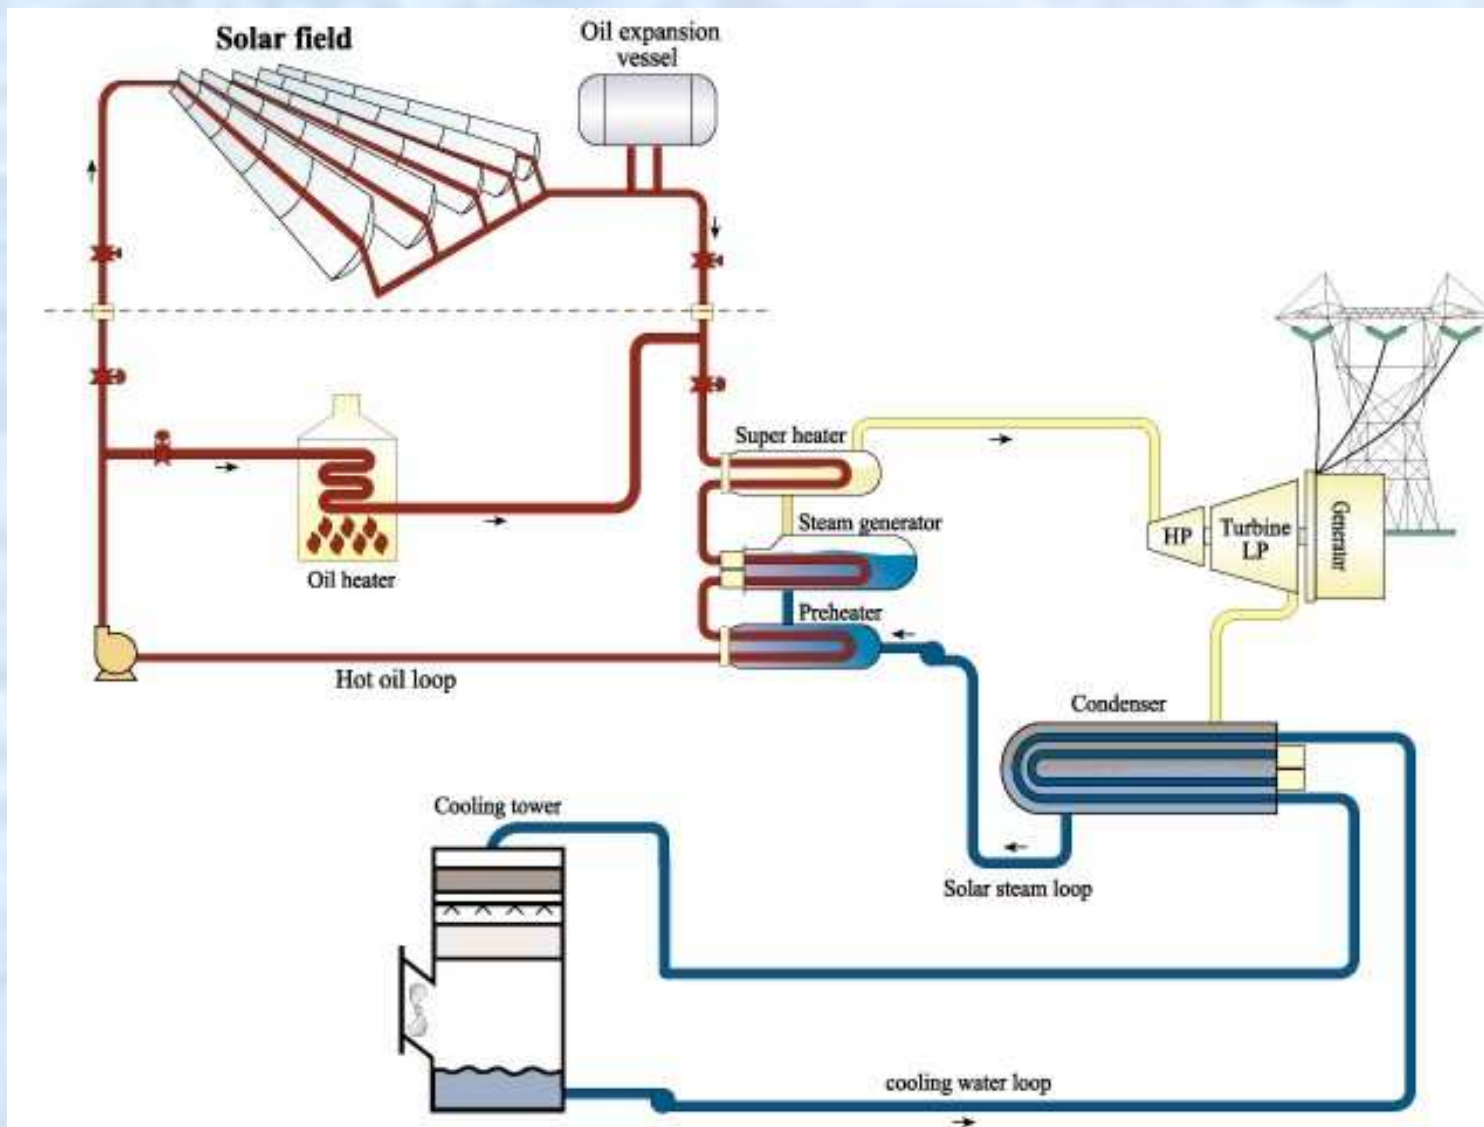 Solar field
Oil expansion
vessel
Super heater
Steam generator
HP
Turbine
LP
Generator
Oil heater
Preheater
Hot oil loop
Condenser
Cooling tower
Solar steam loop
cooling water loop